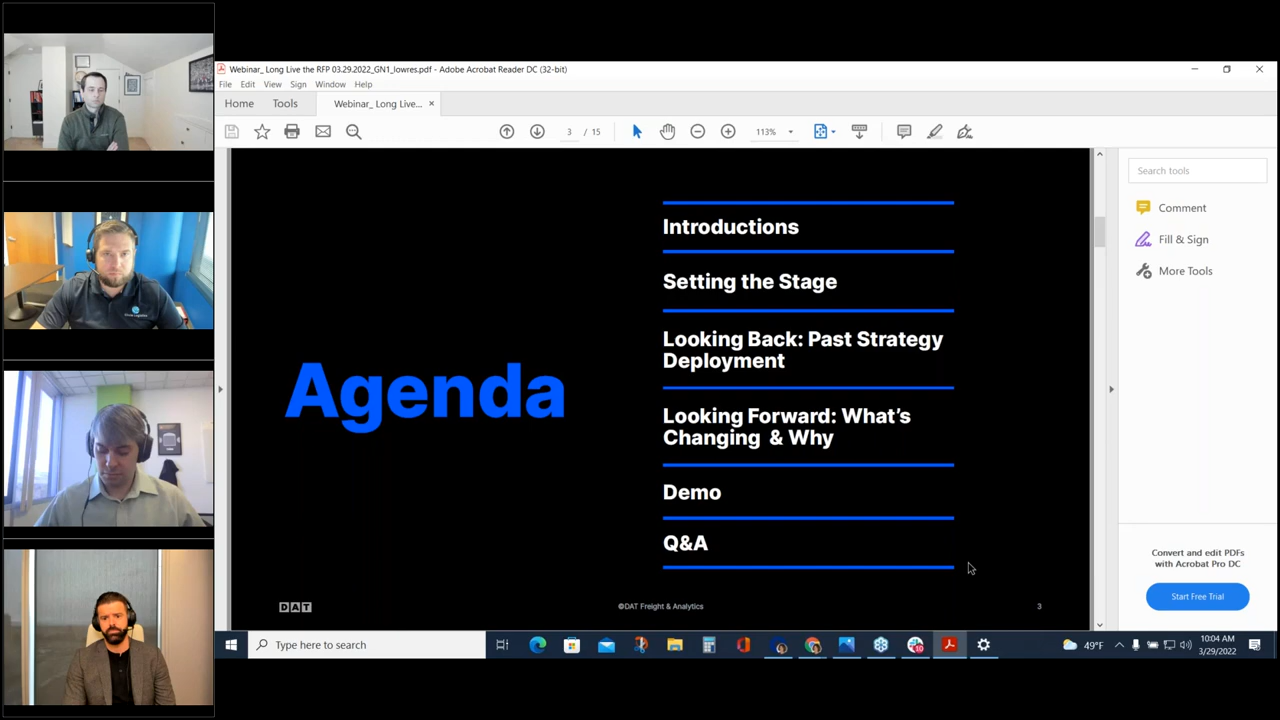 Webinar_ Long Live the RFP 03.29.2022_GN1_lowres.pdf - Adobe Acrobat Reader DC (32-bit)
File Edit View Sign Window Help
Home Tools Webinar_ Long Live...
3 / 15 113%
Search tools
Comment
Fill & Sign
More Tools
Agenda
Introductions
Setting the Stage
Looking Back: Past Strategy
Deployment
Looking Forward: What's
Changing & Why
Demo
Q&A
DAT
©DAT Freight & Analytics
3
Convert and edit PDFs
with Acrobat Pro DC
Start Free Trial
Type here to search
49°F
10:04 AM
3/29/2022